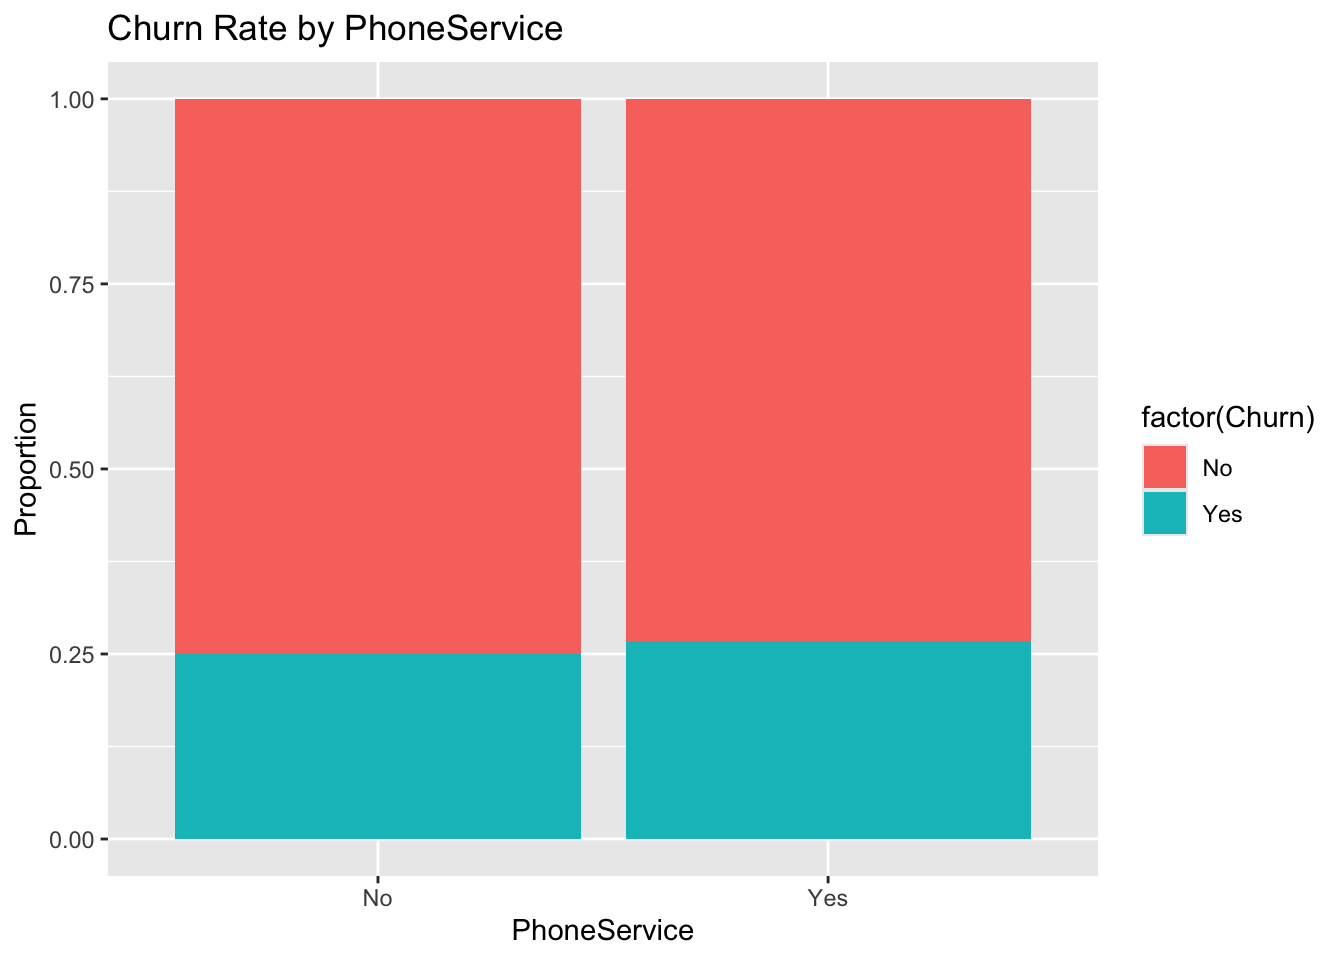 Churn Rate by PhoneService
1.00
0.75
0.50
0.25
0.00
Proportion
No
Yes
PhoneService
factor(Churn)
No
Yes